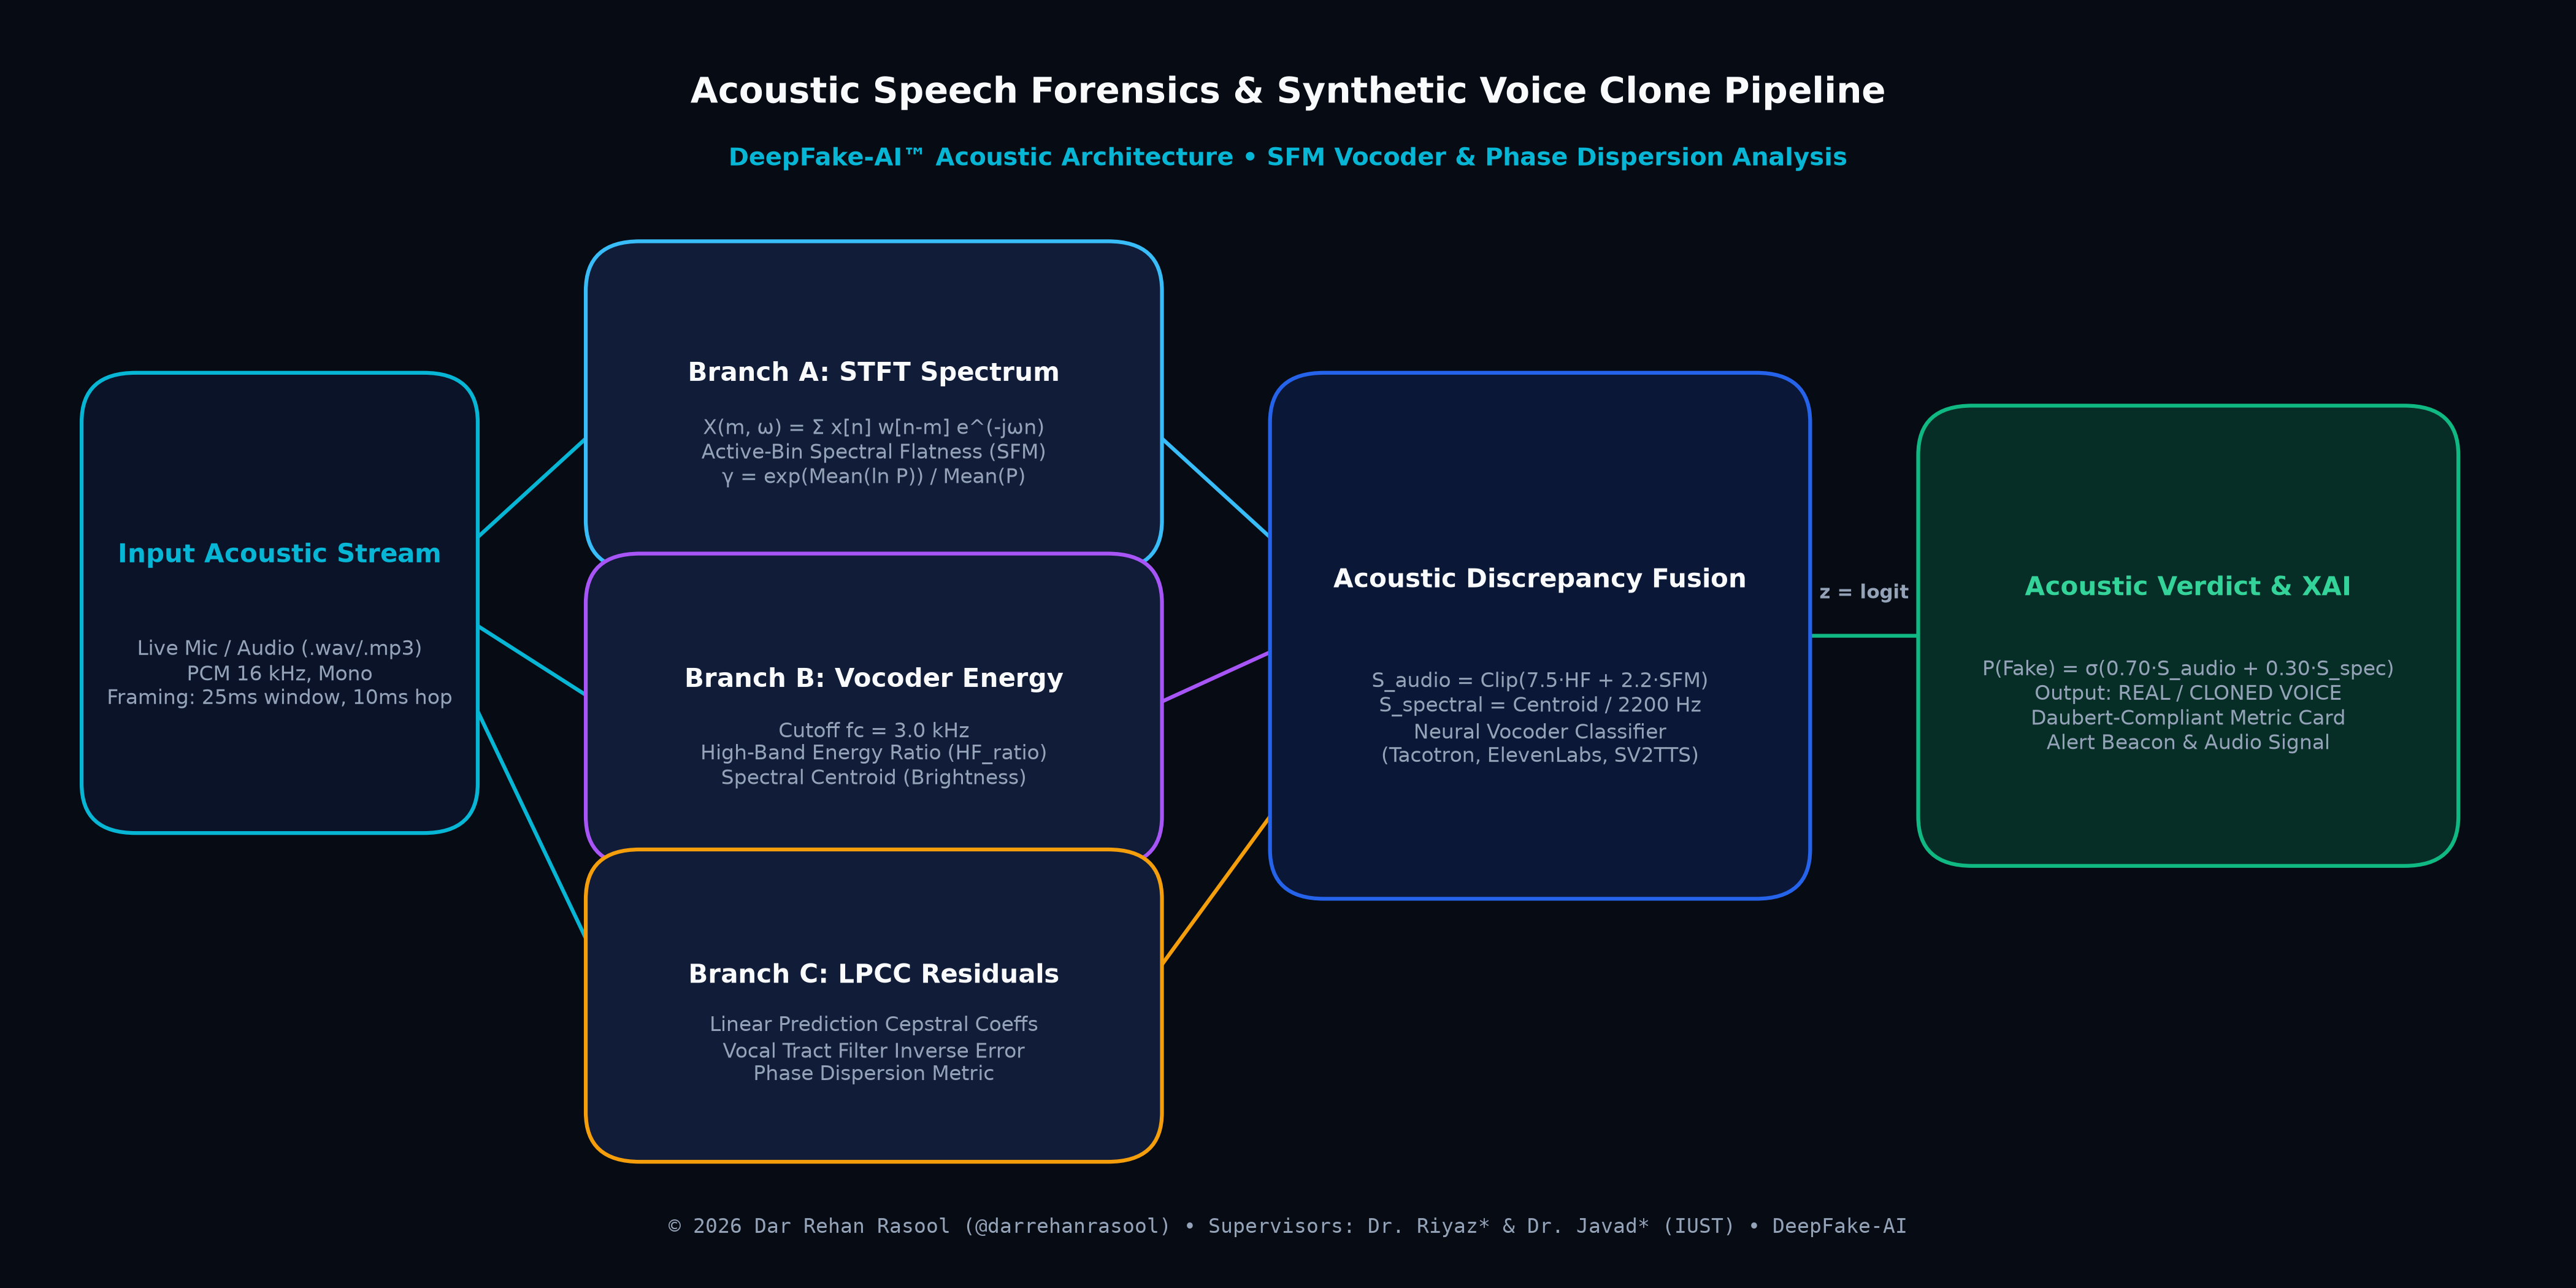 Acoustic Speech Forensics & Synthetic Voice Clone Pipeline
DeepFake-AI™ Acoustic Architecture • SFM Vocoder & Phase Dispersion Analysis
Input Acoustic Stream
Live Mic / Audio (.wav/.mp3)
PCM 16 kHz, Mono
Framing: 25ms window, 10ms hop
Branch A: STFT Spectrum
X(m, ω) = Σ x[n] w[n-m] e^(-jωn)
Active-Bin Spectral Flatness (SFM)
γ = exp(Mean(ln P)) / Mean(P)
Branch B: Vocoder Energy
Cutoff fc = 3.0 kHz
High-Band Energy Ratio (HF_ratio)
Spectral Centroid (Brightness)
Branch C: LPCC Residuals
Linear Prediction Cepstral Coeffs
Vocal Tract Filter Inverse Error
Phase Dispersion Metric
Acoustic Discrepancy Fusion
S_audio = Clip(7.5·HF + 2.2·SFM)
S_spectral = Centroid / 2200 Hz
Neural Vocoder Classifier
(Tacotron, ElevenLabs, SV2TTS)
z = logit
Acoustic Verdict & XAI
P(Fake) = σ(0.70·S_audio + 0.30·S_spec)
Output: REAL / CLONED VOICE
Daubert-Compliant Metric Card
Alert Beacon & Audio Signal
© 2026 Dar Rehan Rasool (@darrehanrasool) • Supervisors: Dr. Riyaz* & Dr. Javad* (IUST) • DeepFake-AI